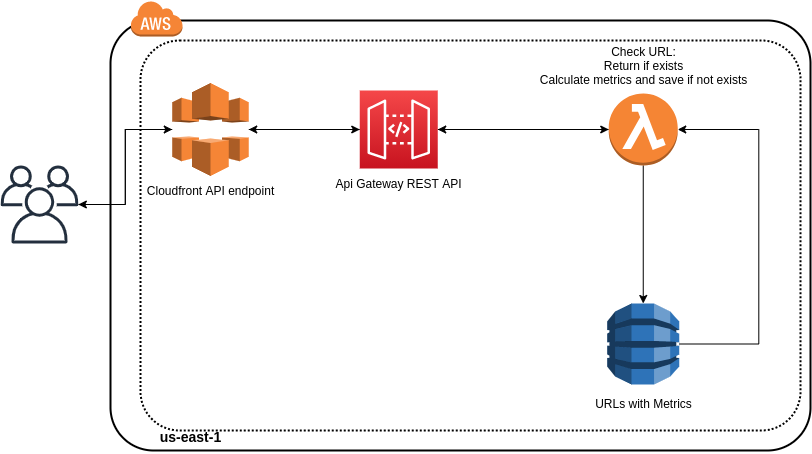 AWS
Check URL:
Return if exists
Calculate metrics and save if not exists
Cloudfront API endpoint
Api Gateway REST API
URLs with Metrics
us-east-1